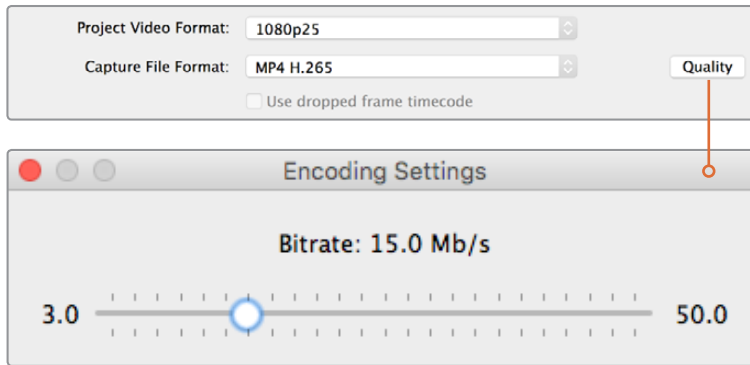 Project Video Format: 1080p25
Capture File Format: MP4 H.265 Quality
Use dropped frame timecode
Encoding Settings
Bitrate: 15.0 Mb/s
3.0 50.0